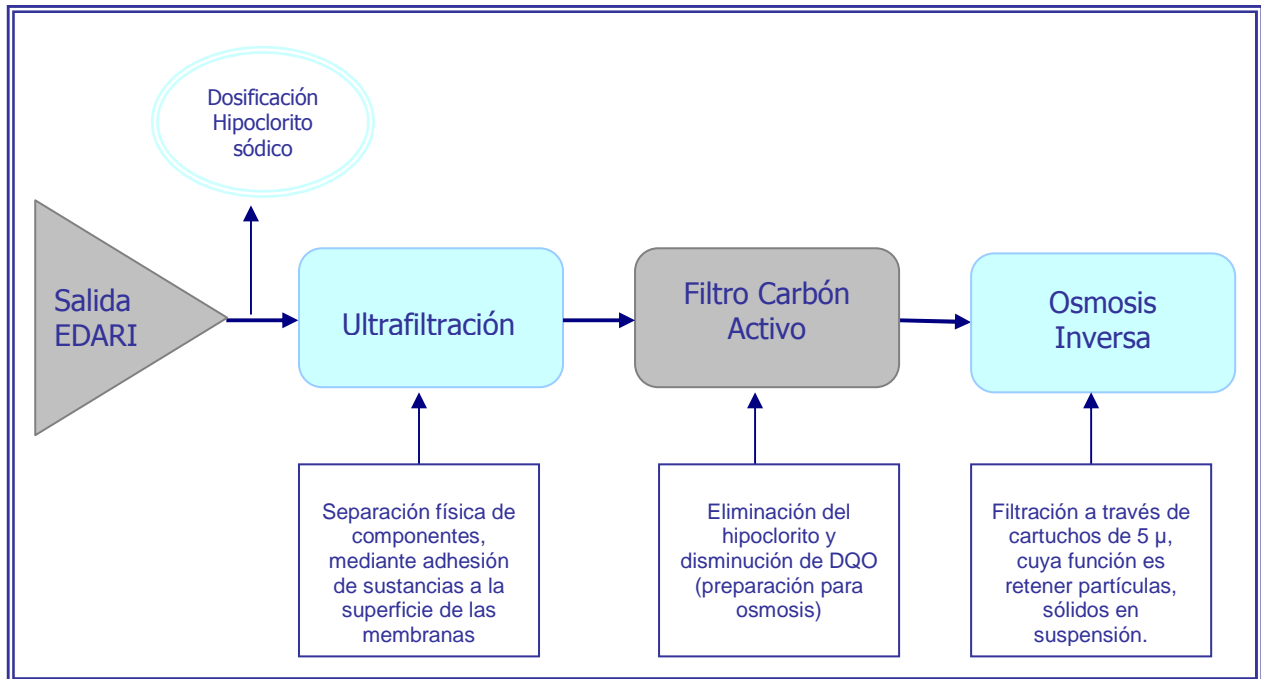 Dosificación
Hipoclorito
sódico
Salida
EDARI
Ultrafiltración
Filtro Carbón
Activo
Osmosis
Inversa
Separación física de
componentes,
mediante adhesión
de sustancias a la
superficie de las
membranas
Eliminación del
hipoclorito y
disminución de DQO
(preparación para
osmosis)
Filtración a través de
cartuchos de 5 µ,
cuya función es
retener partículas,
sólidos en
suspensión.